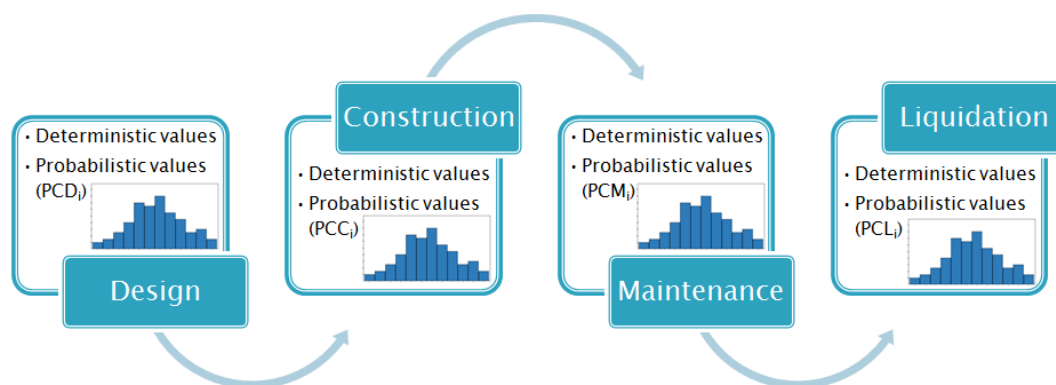 · Deterministic values
· Probabilistic values
(PCDi)
Design
Construction
· Deterministic values
· Probabilistic values
(PCCi)
· Deterministic values
· Probabilistic values
(PCMi)
Maintenance
Liquidation
· Deterministic values
· Probabilistic values
(PCLi)